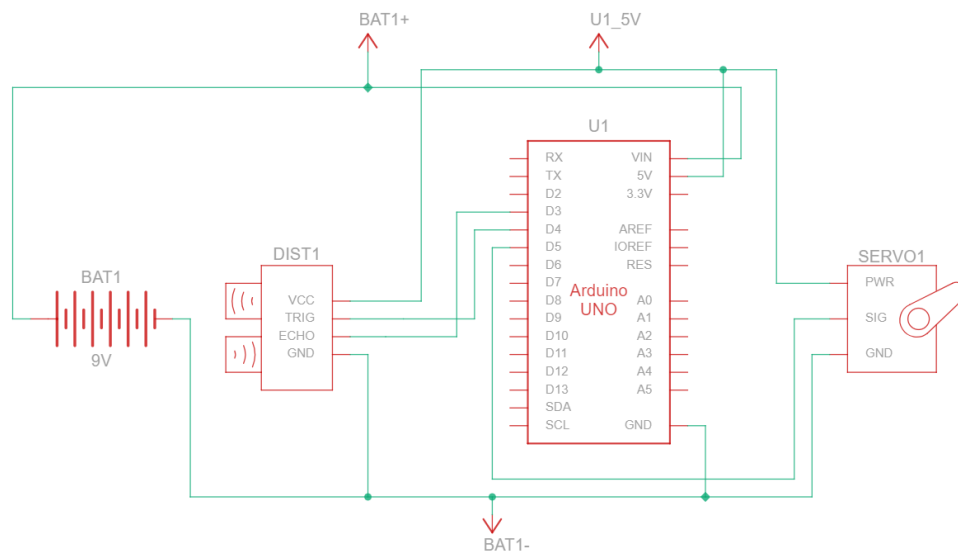 BAT1+
U1_5V
U1
RX
VIN
TX
5V
D2
3.3V
D3
D4
AREF
D5
IOREF
D6
RES
D7
D8
A0
D9
A1
D10
A2
D11
A3
D12
A4
D13
A5
SDA
SCL
GND
Arduino
UNO
DIST1
VCC
TRIG
ECHO
GND
BAT1
9V
SERVO1
PWR
SIG
GND
BAT1-